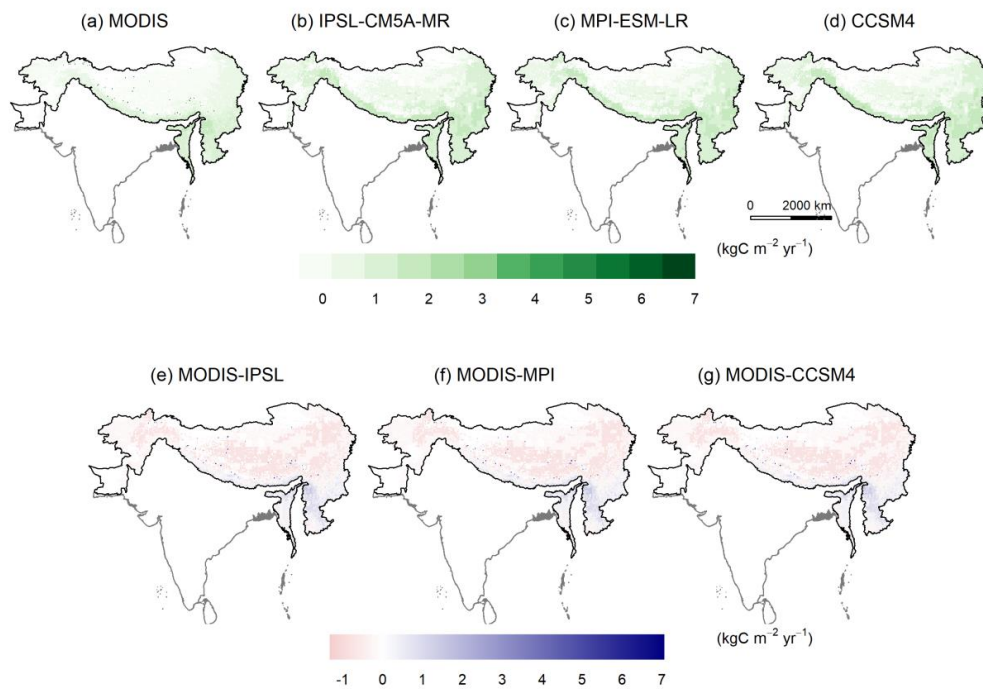 (a) MODIS
(b) IPSL-CM5A-MR
(c) MPI-ESM-LR
(d) CCSM4
0 2000 km
(kgC m−2 yr−1)
0 1 2 3 4 5 6 7
(e) MODIS-IPSL
(f) MODIS-MPI
(g) MODIS-CCSM4
(kgC m−2 yr−1)
-1 0 1 2 3 4 5 6 7